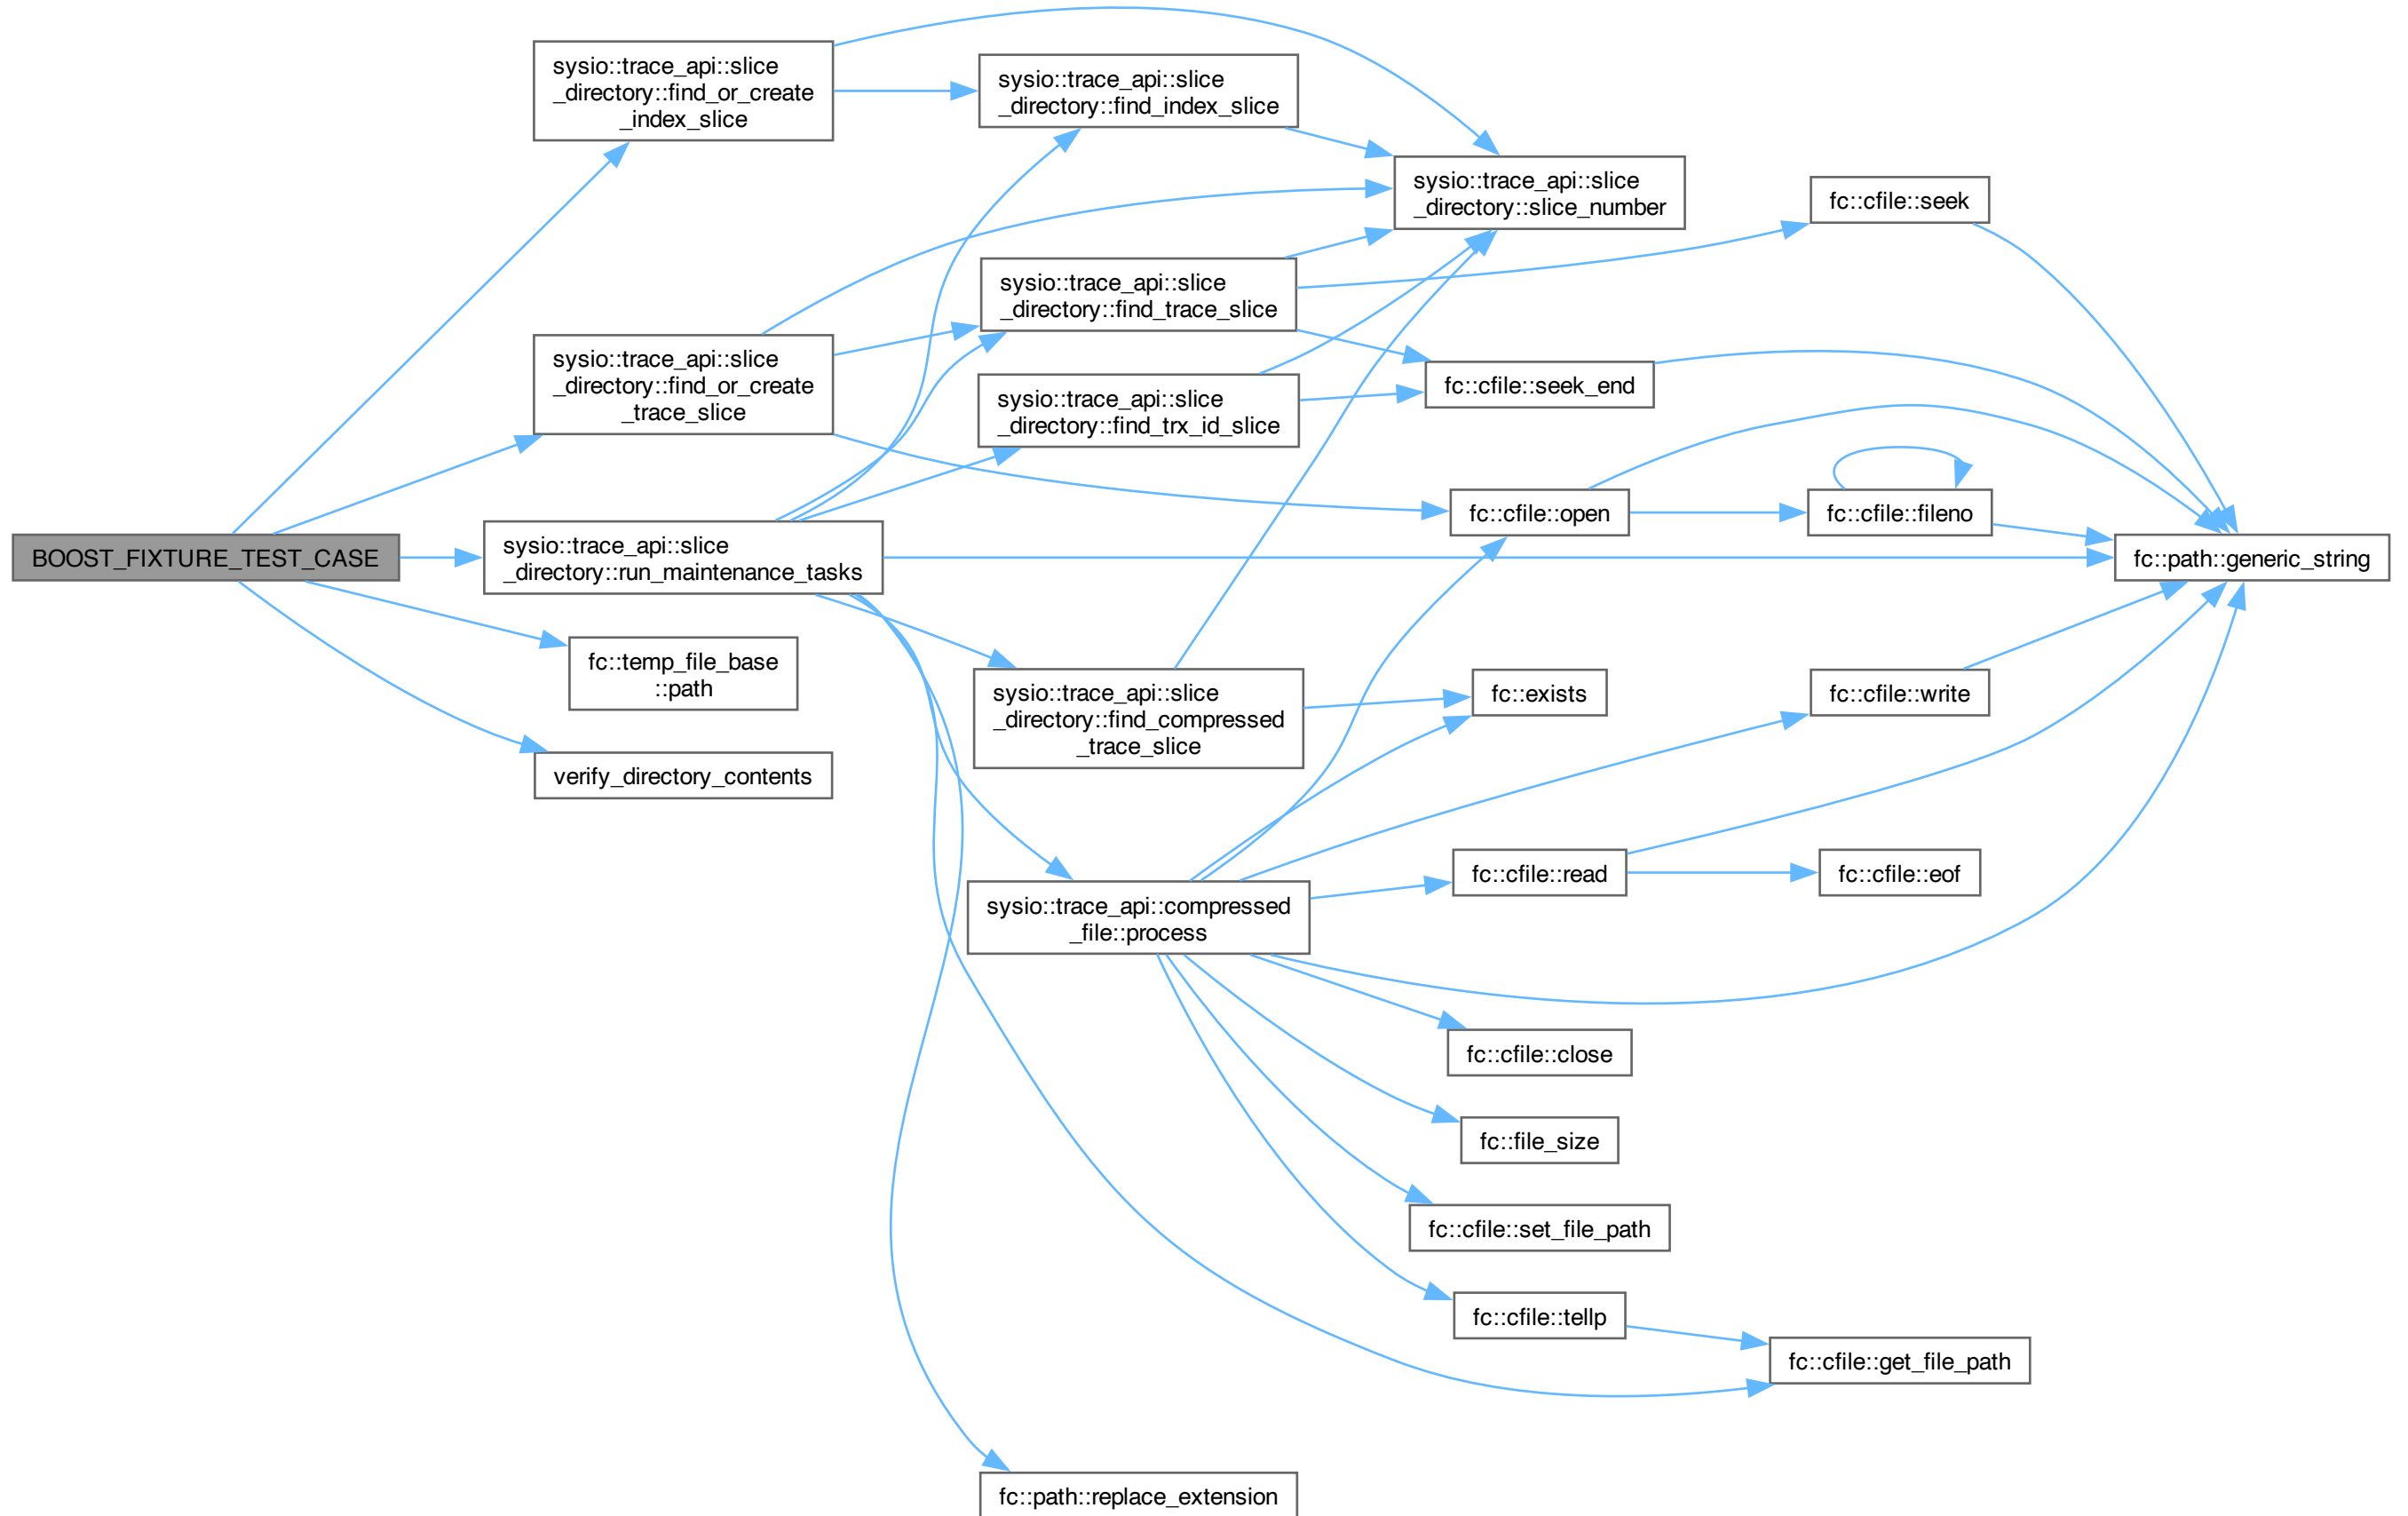 sysio::trace_api::slice
_directory::find_or_create
_index_slice
sysio::trace_api::slice
_directory::find_index_slice
sysio::trace_api::slice
_directory::slice_number
fc::cfile::seek
sysio::trace_api::slice
_directory::find_trace_slice
sysio::trace_api::slice
_directory::find_or_create
_trace_slice
sysio::trace_api::slice
_directory::find_trx_id_slice
fc::cfile::seek_end
fc::cfile::open
fc::cfile::fileno
BOOST_FIXTURE_TEST_CASE
sysio::trace_api::slice
_directory::run_maintenance_tasks
fc::path::generic_string
fc::temp_file_base
::path
sysio::trace_api::slice
_directory::find_compressed
_trace_slice
fc::exists
fc::cfile::write
verify_directory_contents
fc::cfile::read
fc::cfile::eof
sysio::trace_api::compressed
_file::process
fc::cfile::close
fc::file_size
fc::cfile::set_file_path
fc::cfile::tellp
fc::cfile::get_file_path
fc::path::replace_extension